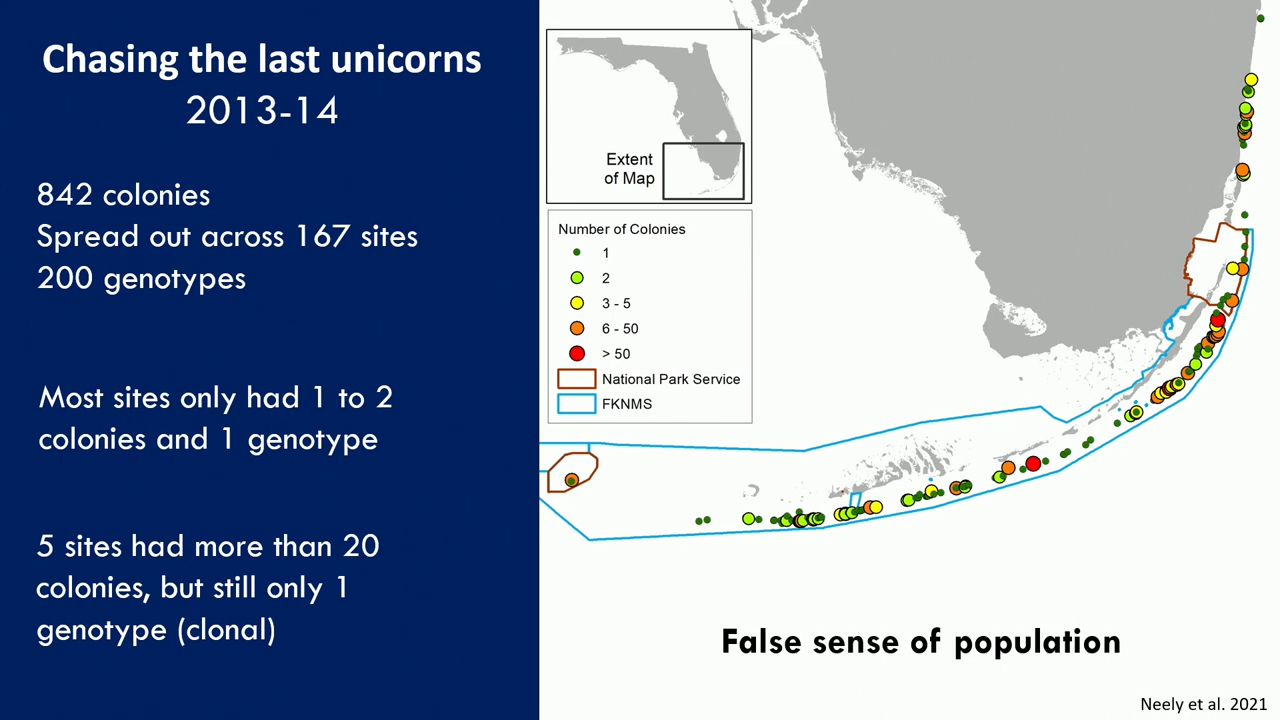 Chasing the last unicorns
2013-14
842 colonies
Spread out across 167 sites
200 genotypes
Most sites only had 1 to 2
colonies and 1 genotype
5 sites had more than 20
colonies, but still only 1
genotype (clonal)
Extent
of Map
Number of Colonies
1
2
3 - 5
6 - 50
> 50
National Park Service
FKNMS
False sense of population
Neely et al. 2021